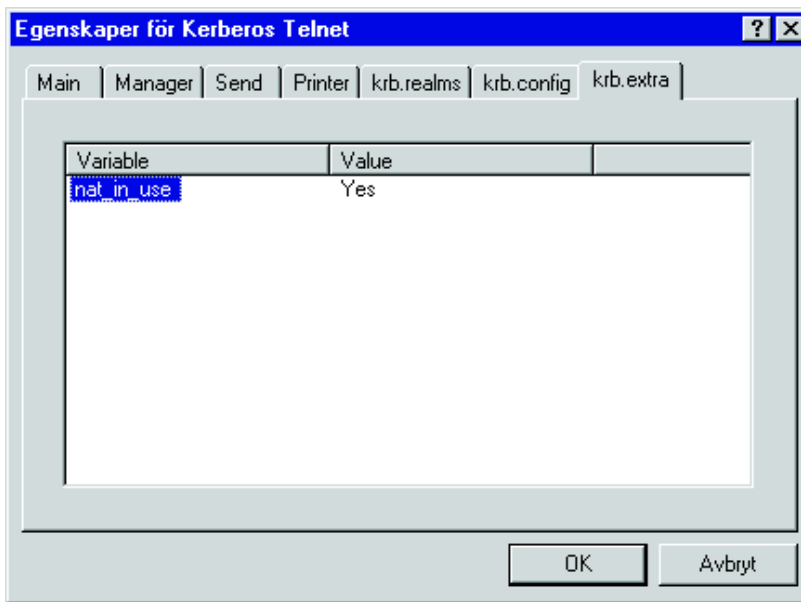 Egenskaper för Kerberos Telnet
Main Manager Send Printer krb.realms krb.config krb.extra
Variable Value
nat_in_use Yes
OK Avbryt